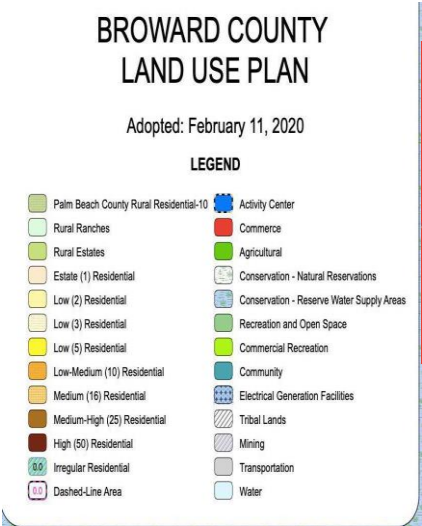 BROWARD COUNTY
LAND USE PLAN
Adopted: February 11, 2020
LEGEND
Palm Beach County Rural Residential-10
Rural Ranches
Rural Estates
Estate (1) Residential
Low (2) Residential
Low (3) Residential
Low (5) Residential
Low-Medium (10) Residential
Medium (16) Residential
Medium-High (25) Residential
High (50) Residential
0.0 Irregular Residential
0.0 Dashed-Line Area
Activity Center
Commerce
Agricultural
Conservation - Natural Reservations
Conservation - Reserve Water Supply Areas
Recreation and Open Space
Commercial Recreation
Community
Electrical Generation Facilities
Tribal Lands
Mining
Transportation
Water